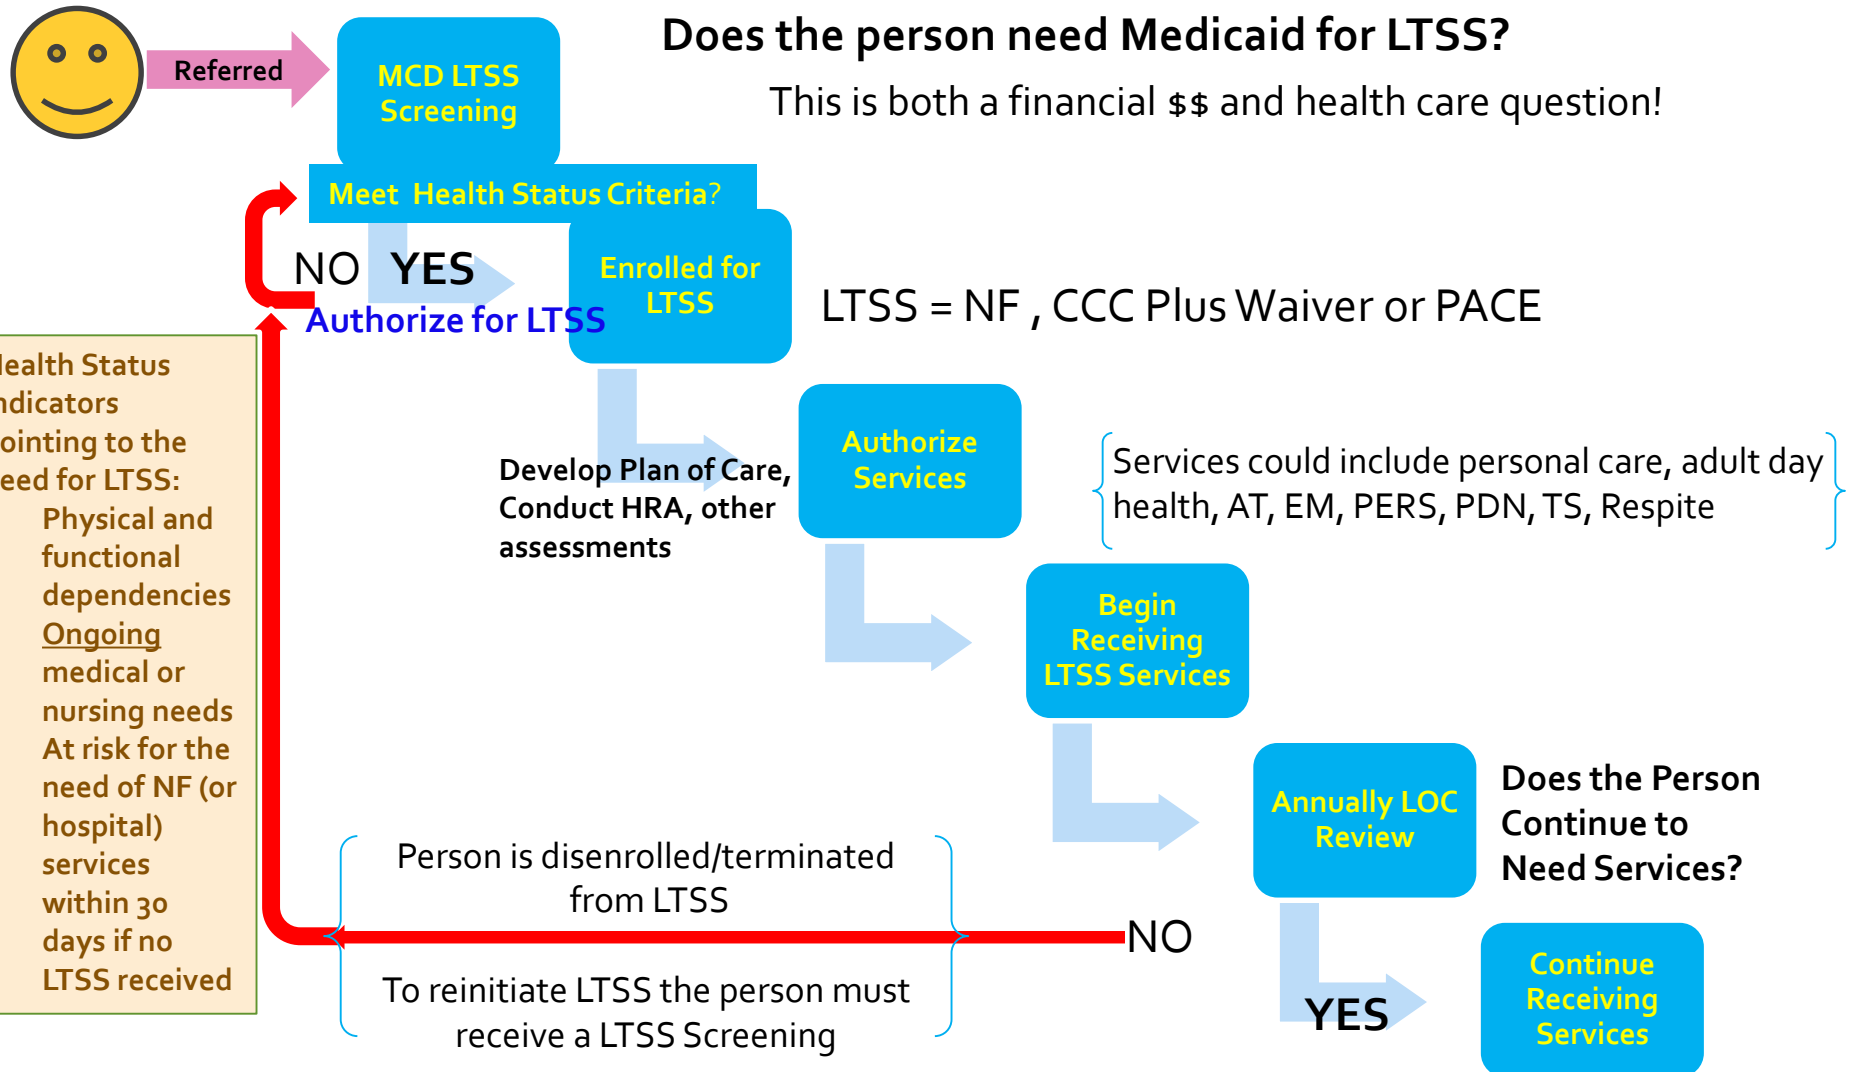 Does the person need Medicaid for LTSS?
This is both a financial $$ and health care question!
Referred
MCD LTSS
Screening
Meet Health Status Criteria?
NO YES
Authorize for LTSS
Enrolled for
LTSS
LTSS = NF , CCC Plus Waiver or PACE
ealth Status
ndicators
ointing to the
eed for LTSS:
Physical and
functional
dependencies
Ongoing
medical or
nursing needs
At risk for the
need of NF (or
hospital)
services
within 30
days if no
LTSS received
Develop Plan of Care,
Conduct HRA, other
assessments
Authorize
Services
Services could include personal care, adult day
health, AT, EM, PERS, PDN, TS, Respite
Begin
Receiving
LTSS Services
Annually LOC
Review
Does the Person
Continue to
Need Services?
NO
Person is disenrolled/terminated
from LTSS
To reinitiate LTSS the person must
receive a LTSS Screening
YES
Continue
Receiving
Services